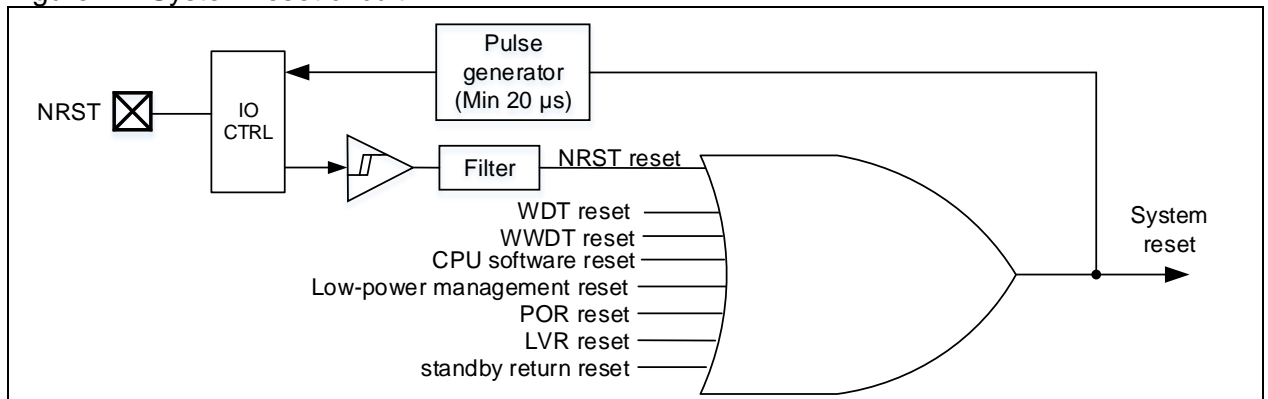 Pulse
generator
(Min 20 µs)
NRST
IO
CTRL
Filter
NRST reset
WDT reset
WWDT reset
CPU software reset
Low-power management reset
POR reset
LVR reset
standby return reset
System
reset